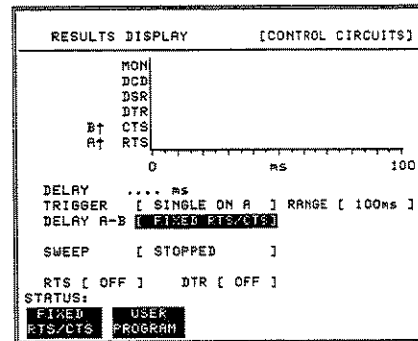 RESULTS DISPLAY [CONTROL CIRCUITS]
MON
DCD
DSR
DTR
B↑ CTS
A↑ RTS
0 ms 100
DELAY .... ms
TRIGGER [ SINGLE ON A ] RANGE [ 100ms ]
DELAY A-B [ FIXED RTS/CTS]
SWEEP [ STOPPED ]
RTS [ OFF ] DTR [ OFF ]
STATUS:
FIXED RTS/CTS
USER PROGRAM